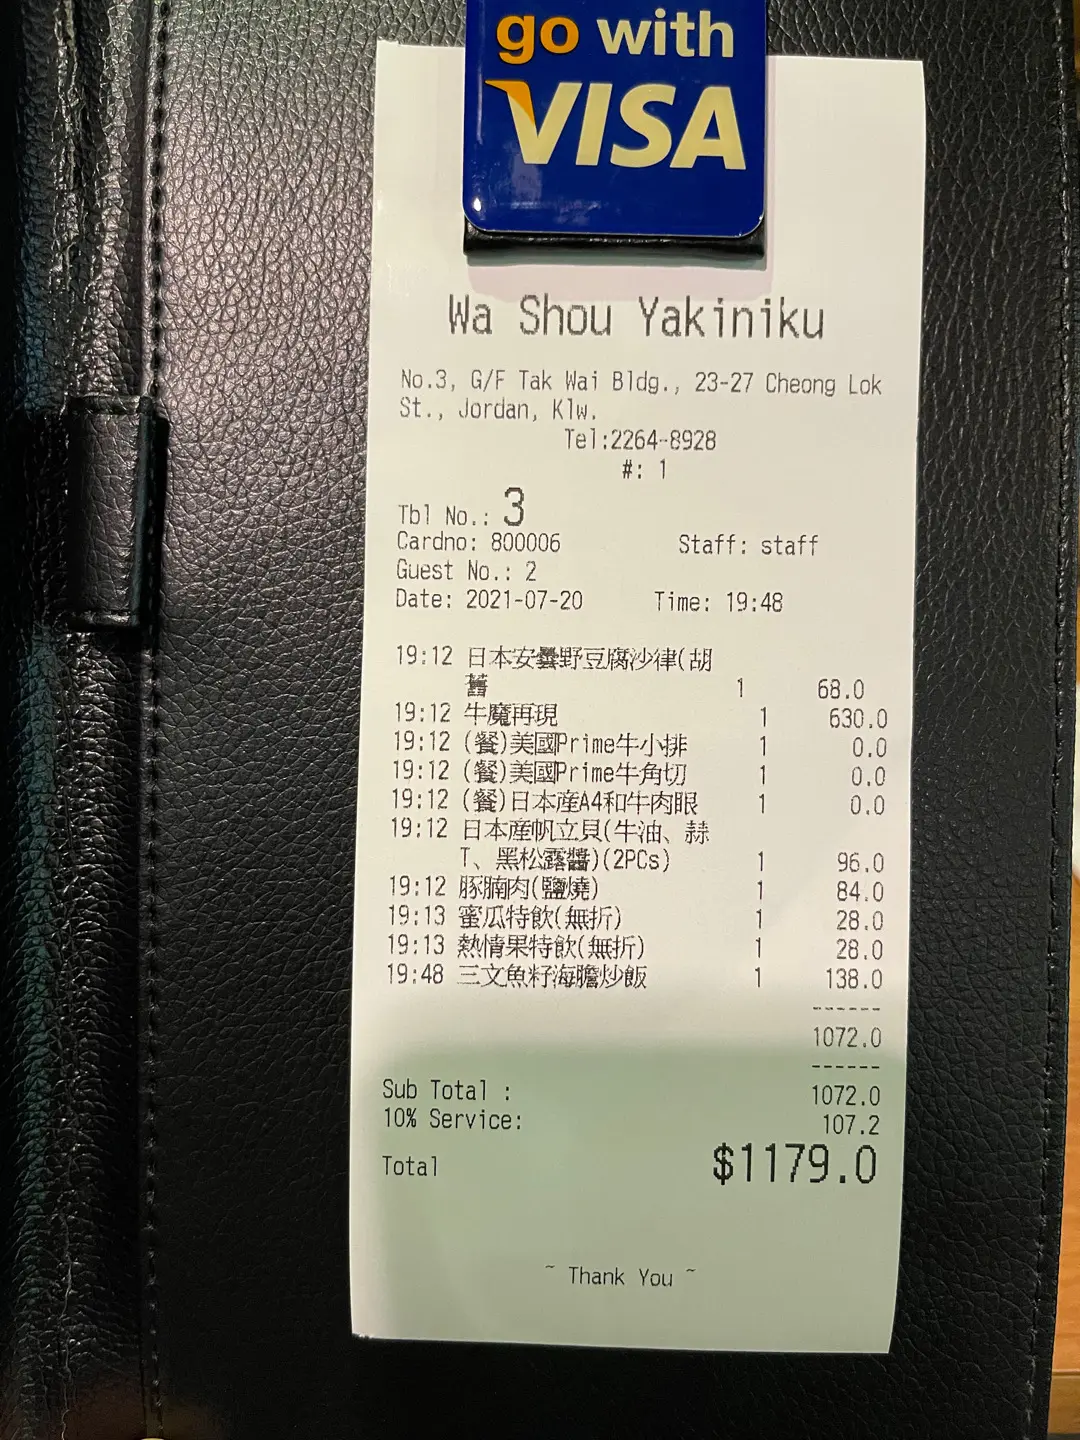 go with
VISA
Wa Shou Yakiniku
No.3, G/F Tak Wai Bldg., 23-27 Cheong Lok
St., Jordan, Klw.
Tel:2264-8928
#: 1
Tbl No.: 3
Cardno: 800006 Staff: staff
Guest No.: 2
Date: 2021-07-20 Time: 19:48
19:12 日本安曇野豆腐沙律(胡
舊 1 68.0
19:12 牛魔再現 1 630.0
19:12 (餐)美國Prime牛小排 1 0.0
19:12 (餐)美國Prime牛角切 1 0.0
19:12 (餐)日本産A4和牛肉眼 1 0.0
19:12 日本産帆立貝(牛油、蒜
T、黑松露醬)(2PCs) 1 96.0
19:12 豚腩肉(鹽燒) 1 84.0
19:13 蜜瓜特飲(無折) 1 28.0
19:13 熱情果特飲(無折) 1 28.0
19:48 三文魚籽海膽炒飯 1 138.0
------
1072.0
------
Sub Total : 1072.0
10% Service: 107.2
Total $1179.0
~ Thank You ~